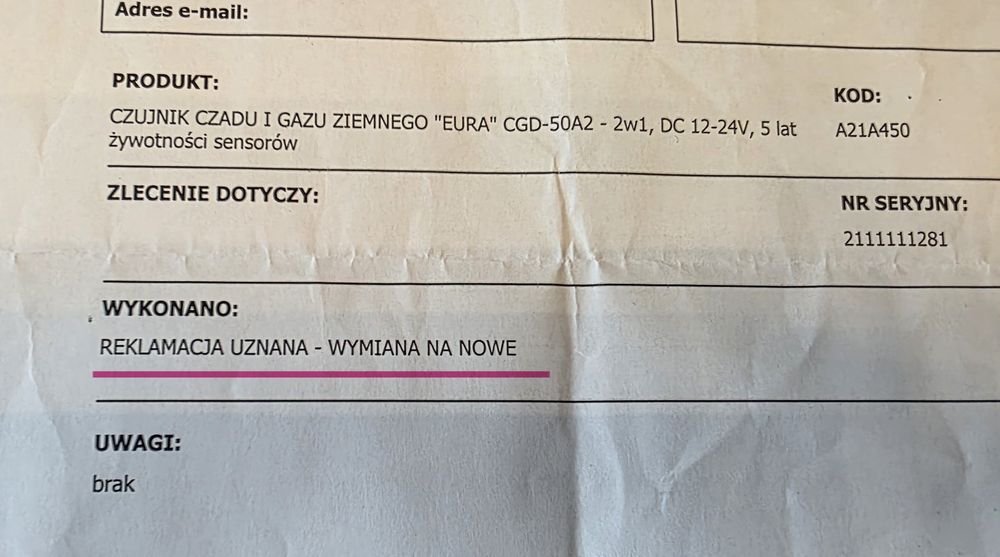 Adres e-mail:
PRODUKT:
KOD:
CZUJNIK CZADU I GAZU ZIEMNEGO "EURA" CGD-50A2 - 2w1, DC 12-24V, 5 lat
żywotności sensorów
A21A450
ZLECENIE DOTYCZY:
NR SERYJNY:
2111111281
WYKONANO:
REKLAMACJA UZNANA - WYMIANA NA NOWE
UWAGI:
brak